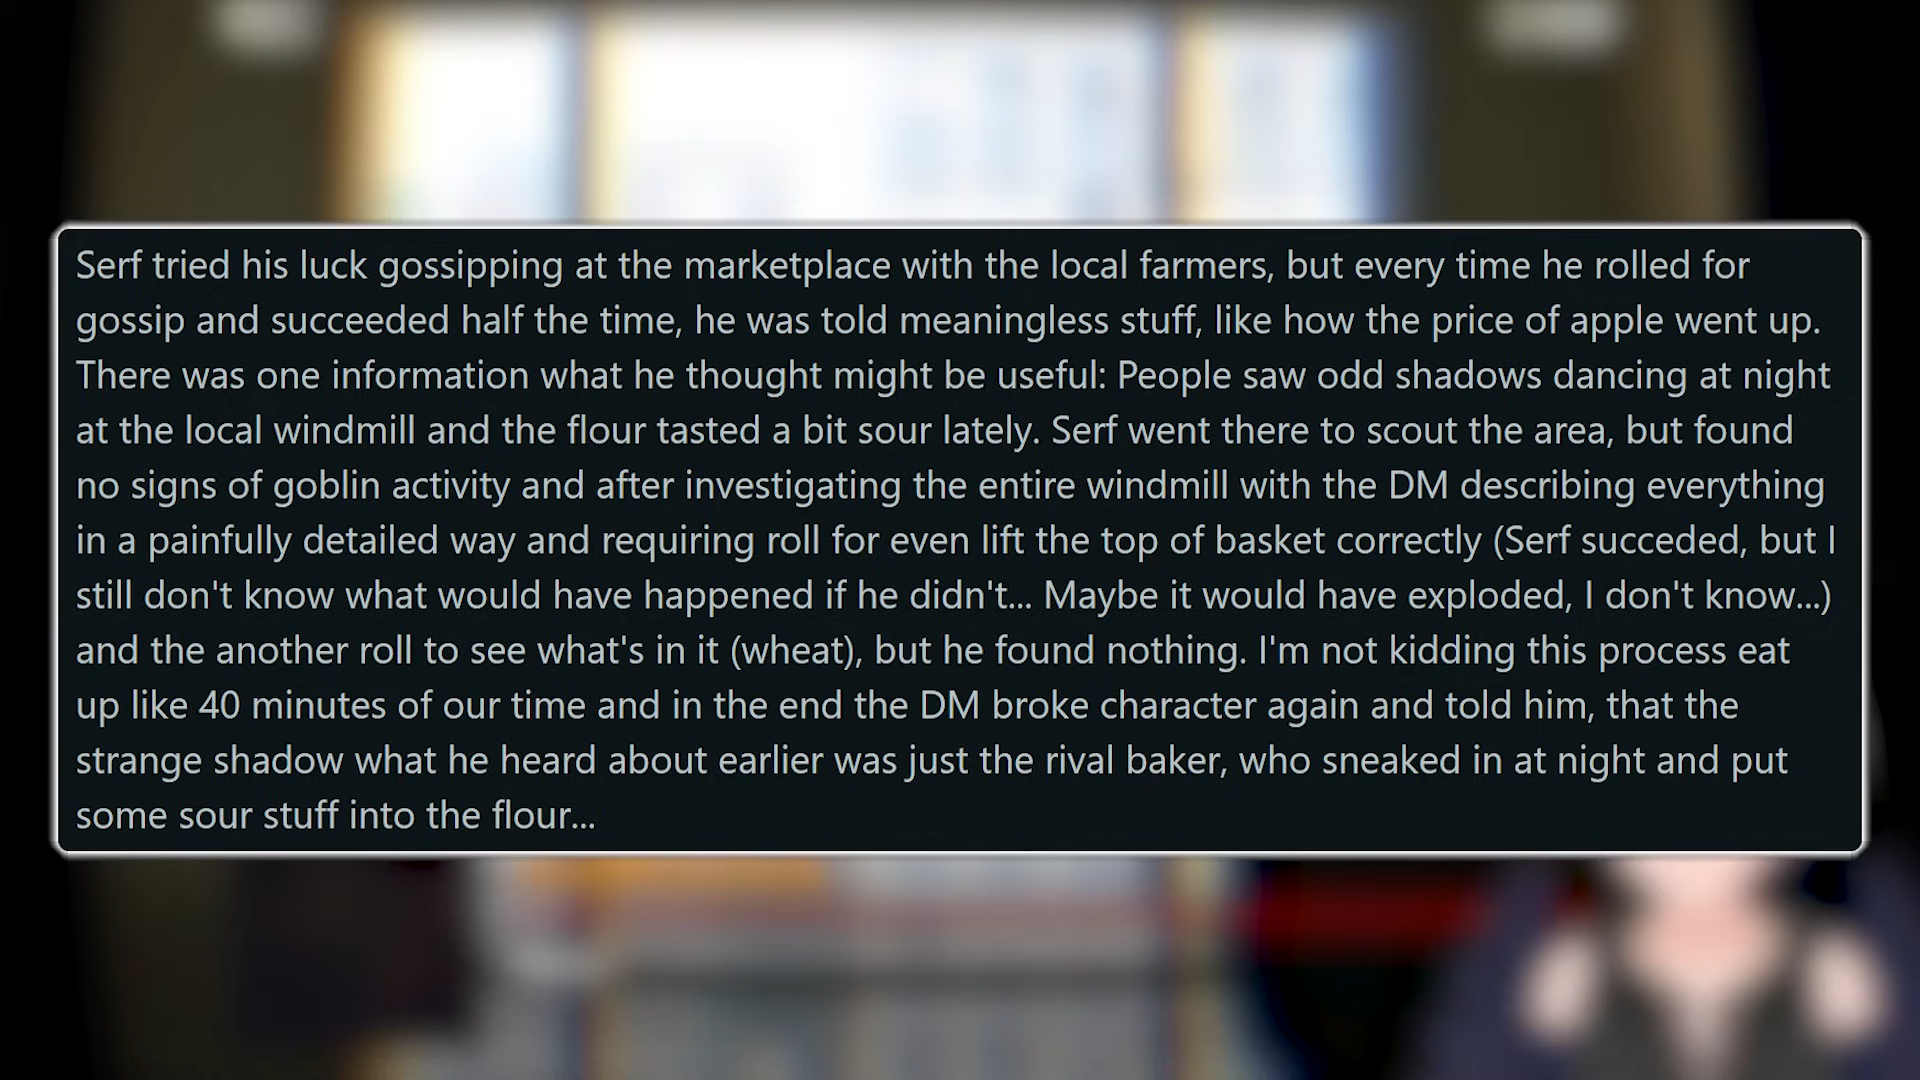 Serf tried his luck gossipping at the marketplace with the local farmers, but every time he rolled for
gossip and succeeded half the time, he was told meaningless stuff, like how the price of apple went up.
There was one information what he thought might be useful: People saw odd shadows dancing at night
at the local windmill and the flour tasted a bit sour lately. Serf went there to scout the area, but found
no signs of goblin activity and after investigating the entire windmill with the DM describing everything
in a painfully detailed way and requiring roll for even lift the top of basket correctly (Serf succeded, but I
still don't know what would have happened if he didn't... Maybe it would have exploded, I don't know...)
and the another roll to see what's in it (wheat), but he found nothing. I'm not kidding this process eat
up like 40 minutes of our time and in the end the DM broke character again and told him, that the
strange shadow what he heard about earlier was just the rival baker, who sneaked in at night and put
some sour stuff into the flour...